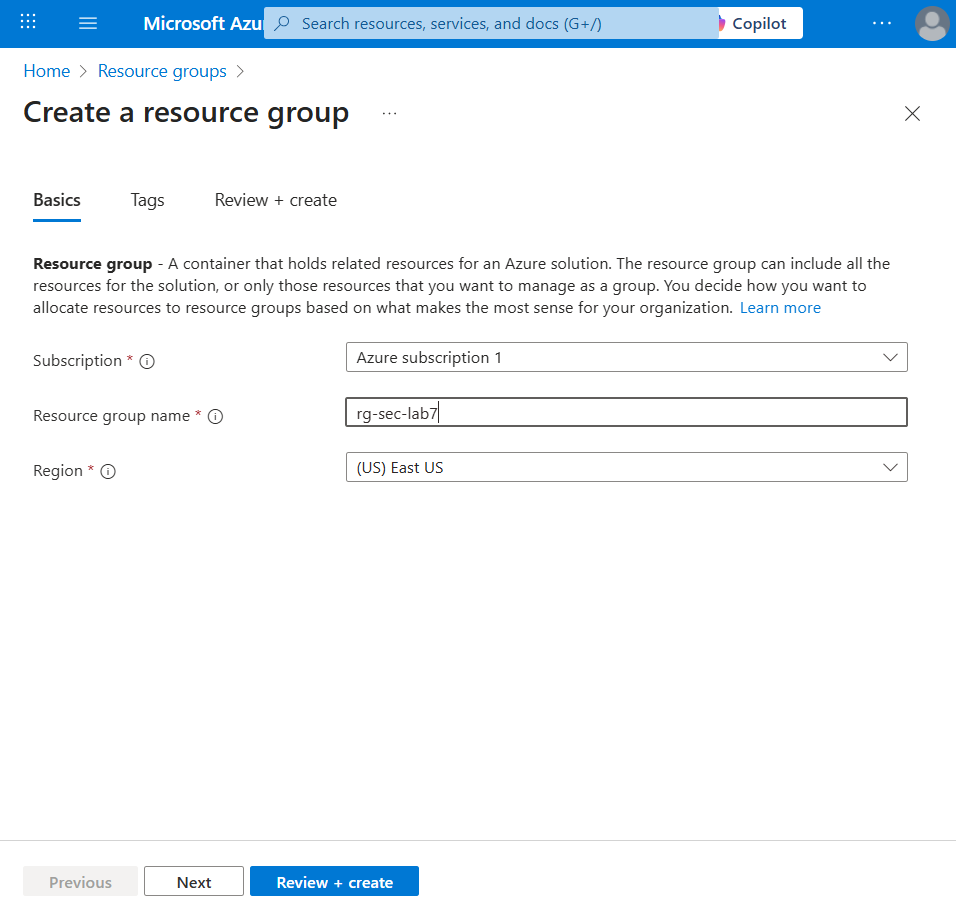 Microsoft Azu
Search resources, services, and docs (G+/)
Copilot
Home > Resource groups >
Create a resource group ...
Basics Tags Review + create
Resource group - A container that holds related resources for an Azure solution. The resource group can include all the
resources for the solution, or only those resources that you want to manage as a group. You decide how you want to
allocate resources to resource groups based on what makes the most sense for your organization. Learn more
Subscription *
Azure subscription 1
Resource group name *
rg-sec-lab7
Region *
(US) East US
Previous Next Review + create